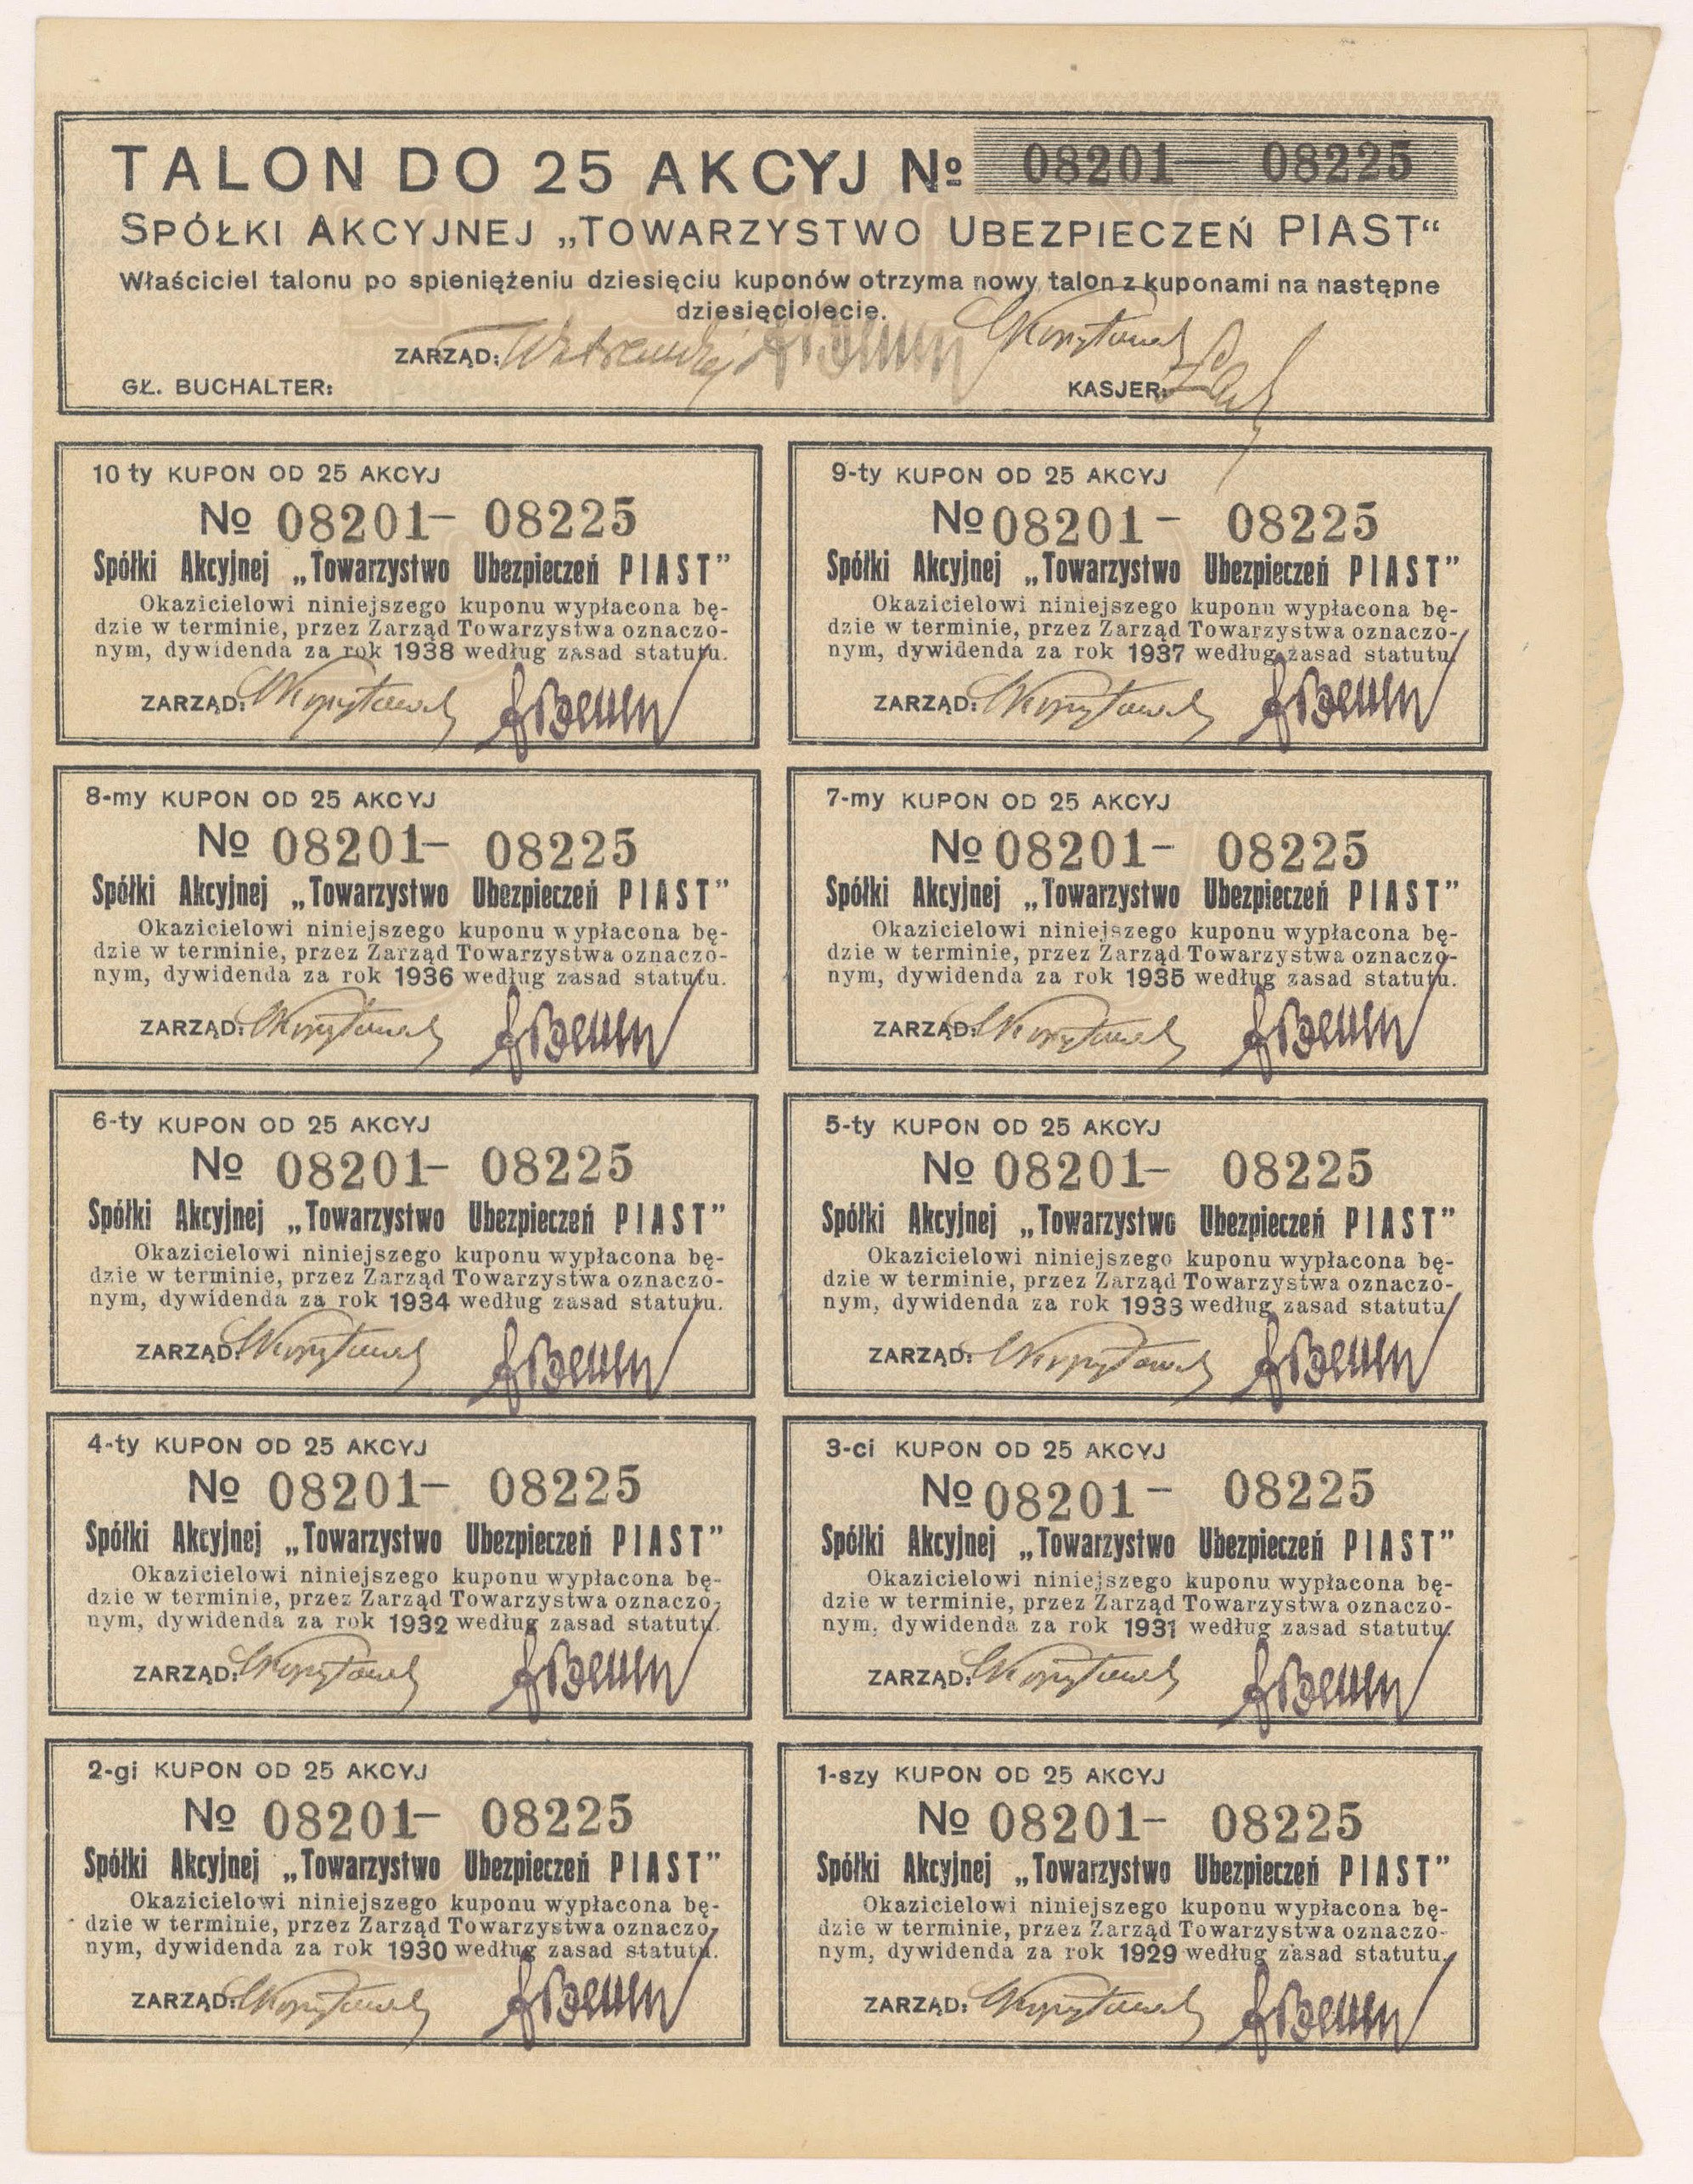 TALON DO 25 AKCYJ № 08201 — 08225
SPÓŁKI AKCYJNEJ „TOWARZYSTWO UBEZPIECZEŃ PIAST“
Właściciel talonu po spieniężeniu dziesięciu kuponów otrzyma nowy talon z kuponami na następne
dziesięciolecie.
ZARZĄD:
GŁ. BUCHALTER:
KASJER:
10 ty KUPON OD 25 AKCYJ
№ 08201— 08225
Spółki Akcyjnej „Towarzystwo Ubezpieczeń PIAST”
Okazicielowi niniejszego kuponu wypłacona bę-
dzie w terminie, przez Zarząd Towarzystwa oznaczo-
nym, dywidenda za rok 1938 według zasad statutu.
ZARZĄD:
9-ty KUPON OD 25 AKCYJ
№ 08201— 08225
Spółki Akcyjnej „Towarzystwo Ubezpieczeń PIAST”
Okazicielowi niniejszego kuponu wypłacona bę-
dzie w terminie, przez Zarząd Towarzystwa oznaczo-
nym, dywidenda za rok 1937 według zasad statutu.
ZARZĄD:
8-my KUPON OD 25 AKCYJ
№ 08201— 08225
Spółki Akcyjnej „Towarzystwo Ubezpieczeń PIAST”
Okazicielowi niniejszego kuponu wypłacona bę-
dzie w terminie, przez Zarząd Towarzystwa oznaczo-
nym, dywidenda za rok 1936 według zasad statutu.
ZARZĄD:
7-my KUPON OD 25 AKCYJ
№ 08201— 08225
Spółki Akcyjnej „Towarzystwo Ubezpieczeń PIAST”
Okazicielowi niniejszego kuponu wypłacona bę-
dzie w terminie, przez Zarząd Towarzystwa oznaczo-
nym, dywidenda za rok 1935 według zasad statutu.
ZARZĄD:
6-ty KUPON OD 25 AKCYJ
№ 08201— 08225
Spółki Akcyjnej „Towarzystwo Ubezpieczeń PIAST”
Okazicielowi niniejszego kuponu wypłacona bę-
dzie w terminie, przez Zarząd Towarzystwa oznaczo-
nym, dywidenda za rok 1934 według zasad statutu.
ZARZĄD:
5-ty KUPON OD 25 AKCYJ
№ 08201— 08225
Spółki Akcyjnej „Towarzystwo Ubezpieczeń PIAST”
Okazicielowi niniejszego kuponu wypłacona bę-
dzie w terminie, przez Zarząd Towarzystwa oznaczo-
nym, dywidenda za rok 1933 według zasad statutu
ZARZĄD:
4-ty KUPON OD 25 AKCYJ
№ 08201— 08225
Spółki Akcyjnej „Towarzystwo Ubezpieczeń PIAST”
Okazicielowi niniejszego kuponu wypłacona bę-
dzie w terminie, przez Zarząd Towarzystwa oznaczo-
nym, dywidenda za rok 1932 według zasad statutu.
ZARZĄD:
3-ci KUPON OD 25 AKCYJ
№ 08201— 08225
Spółki Akcyjnej „Towarzystwo Ubezpieczeń PIAST”
Okazicielowi niniejszego kuponu wypłacona bę-
dzie w terminie, przez Zarząd Towarzystwa oznaczo-
nym, dywidenda za rok 1931 według zasad statutu.
ZARZĄD:
2-gi KUPON OD 25 AKCYJ
№ 08201— 08225
Spółki Akcyjnej „Towarzystwo Ubezpieczeń PIAST”
Okazicielowi niniejszego kuponu wypłacona bę-
dzie w terminie, przez Zarząd Towarzystwa oznaczo-
nym, dywidenda za rok 1930 według zasad statutu.
ZARZĄD:
1-szy KUPON OD 25 AKCYJ
№ 08201— 08225
Spółki Akcyjnej „Towarzystwo Ubezpieczeń PIAST”
Okazicielowi niniejszego kuponu wypłacona bę-
dzie w terminie, przez Zarząd Towarzystwa oznaczo-
nym, dywidenda za rok 1929 według zasad statutu.
ZARZĄD: